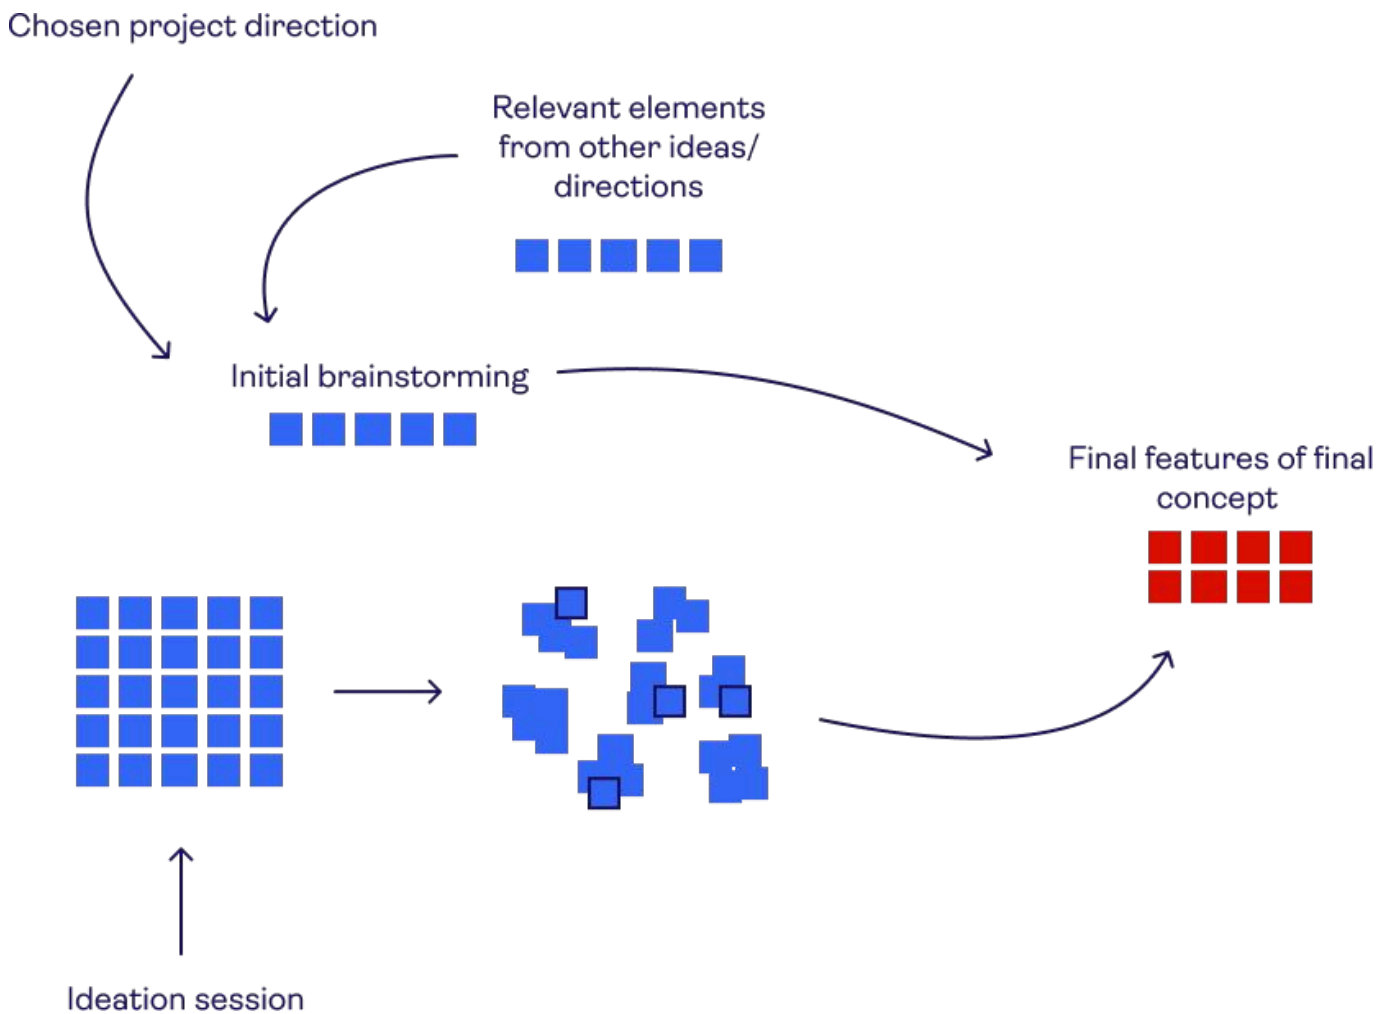 Chosen project direction
Relevant elements
from other ideas/
directions
Initial brainstorming
Final features of final
concept
Ideation session